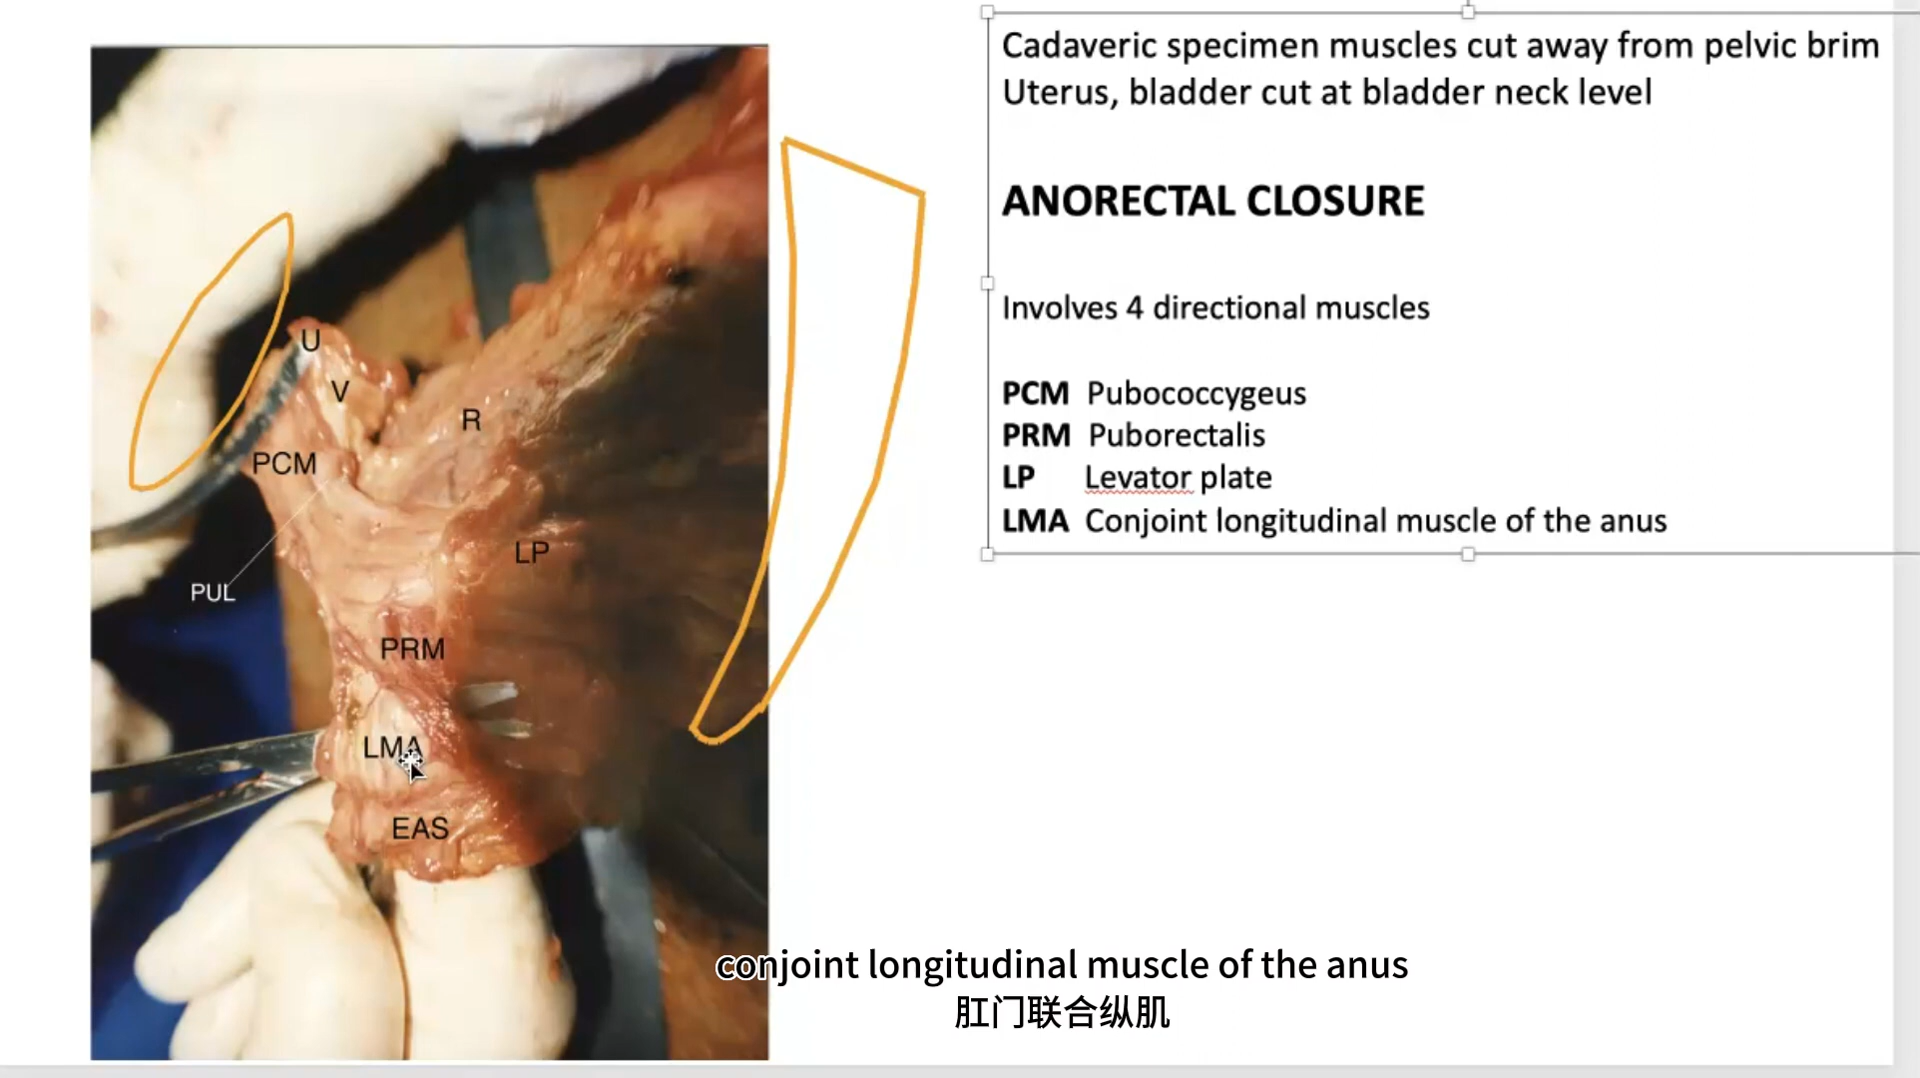 Cadaveric specimen muscles cut away from pelvic brim
Uterus, bladder cut at bladder neck level
ANORECTAL CLOSURE
Involves 4 directional muscles
PCM Pubococcygeus
PRM Puborectalis
LP Levator plate
LMA Conjoint longitudinal muscle of the anus
U
V
R
PCM
LP
PUL
PRM
LMA
EAS
conjoint longitudinal muscle of the anus
肛门联合纵肌